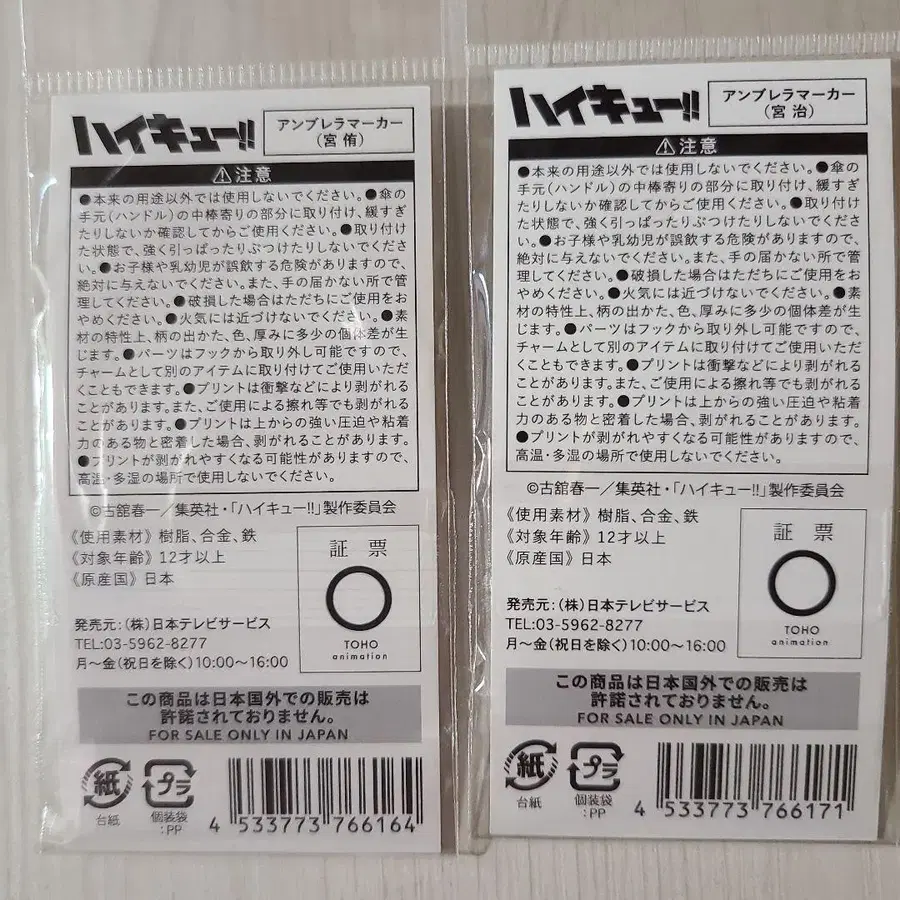 ハイキュー!!
アンブレラマーカー
(宮 侑)
⚠注意
●本来の用途以外では使用しないでください。●傘の
手元(ハンドル)の中棒寄りの部分に取り付け、緩すぎ
たりしないか確認してからご使用ください。●取り付け
た状態で、強く引っぱったりぶつけたりしないでくださ
い。●お子様や乳幼児が誤飲する危険がありますので、
絶対に与えないでください。また、手の届かない所で管
理してください。●破損した場合はただちにご使用をお
やめください。●火気には近づけないでください。●素
材の特性上、柄の出かた、色、厚みに多少の個体差が生
じます。●パーツはフックから取り外し可能ですので、
チャームとして別のアイテムに取り付けてご使用いただ
くこともできます。●プリントは衝撃などにより剥がれる
ことがあります。また、ご使用による擦れ等でも剥がれる
ことがあります。●プリントは上からの強い圧迫や粘着
力のある物と密着した場合、剥がれることがあります。
●プリントが剥がれやすくなる可能性がありますので、
高温・多湿の場所で使用しないでください。
©古舘春一／集英社・「ハイキュー!!」製作委員会
《使用素材》樹脂、合金、鉄
《対象年齢》12才以上
《原産国》日本
証 票
TOHO
animation
発売元:(株)日本テレビサービス
TEL:03-5962-8277
月〜金(祝日を除く)10:00〜16:00
この商品は日本国外での販売は
許諾されておりません。
FOR SALE ONLY IN JAPAN
紙
台紙
プラ
個装袋
:PP
4 533773 766164
ハイキュー!!
アンブレラマーカー
(宮 治)
⚠注意
●本来の用途以外では使用しないでください。●傘の
手元(ハンドル)の中棒寄りの部分に取り付け、緩すぎ
たりしないか確認してからご使用ください。●取り付け
た状態で、強く引っぱったりぶつけたりしないでくださ
い。●お子様や乳幼児が誤飲する危険がありますので、
絶対に与えないでください。また、手の届かない所で管
理してください。●破損した場合はただちにご使用をお
やめください。●火気には近づけないでください。●素
材の特性上、柄の出かた、色、厚みに多少の個体差が生
じます。●パーツはフックから取り外し可能ですので、
チャームとして別のアイテムに取り付けてご使用いただ
くこともできます。●プリントは衝撃などにより剥がれる
ことがあります。また、ご使用による擦れ等でも剥がれる
ことがあります。●プリントは上からの強い圧迫や粘着
力のある物と密着した場合、剥がれることがあります。
●プリントが剥がれやすくなる可能性がありますので、
高温・多湿の場所で使用しないでください。
©古舘春一／集英社・「ハイキュー!!」製作委員会
《使用素材》樹脂、合金、鉄
《対象年齢》12才以上
《原産国》日本
証 票
TOHO
animation
発売元:(株)日本テレビサービス
TEL:03-5962-8277
月〜金(祝日を除く)10:00〜16:00
この商品は日本国外での販売は
許諾されておりません。
FOR SALE ONLY IN JAPAN
紙
台紙
プラ
個装袋
:PP
4 533773 766171